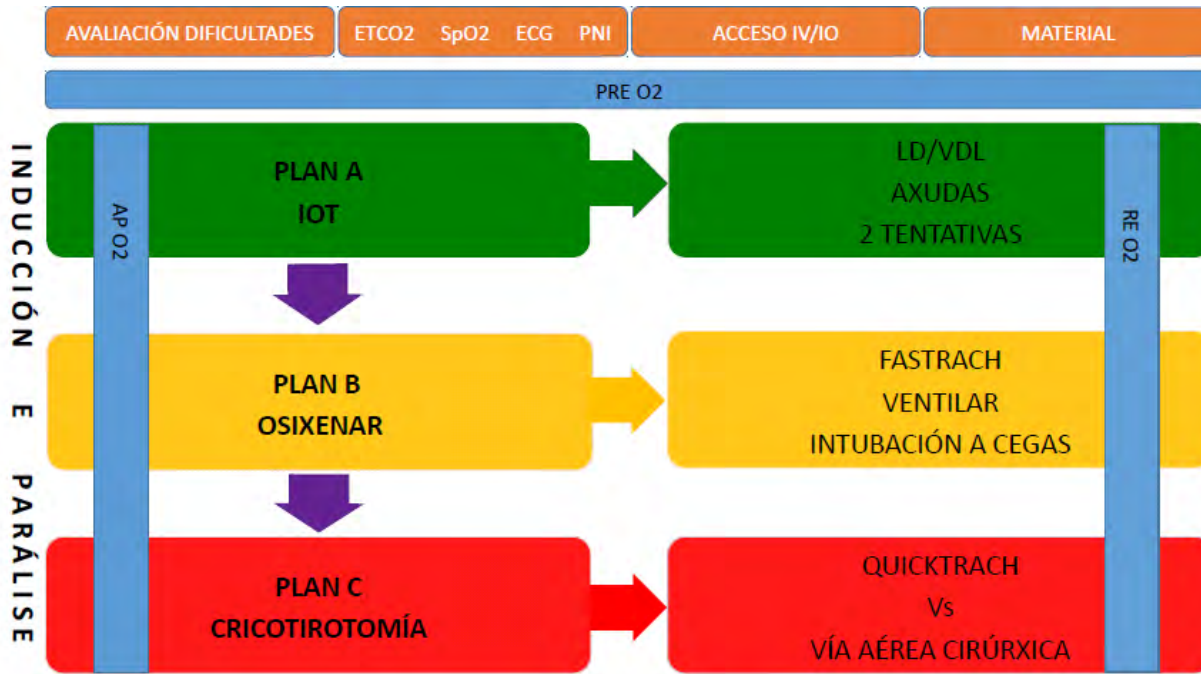 AVALIACIÓN DIFICULTADES
ETCO2 SpO2 ECG PNI
ACCESO IV/IO
MATERIAL
PRE O2
INDUCCIÓN E PARÁLISE
AP O2
PLAN A
IOT
LD/VDL
AXUDAS
2 TENTATIVAS
RE O2
PLAN B
OSIXENAR
FASTRACH
VENTILAR
INTUBACIÓN A CEGAS
PLAN C
CRICOTIROTOMÍA
QUICKTRACH
Vs
VÍA AÉREA CIRÚRXICA